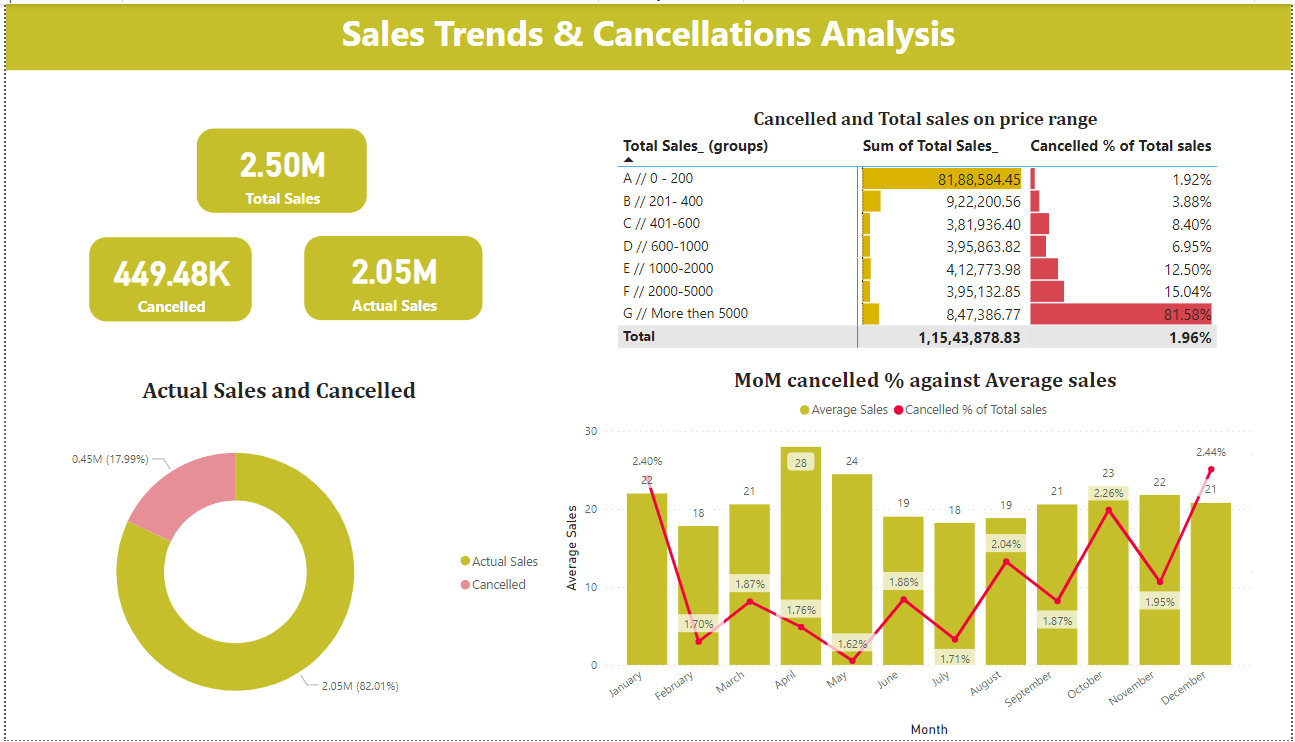 Sales Trends & Cancellations Analysis
2.50M
Total Sales
449.48K
Cancelled
2.05M
Actual Sales
Cancelled and Total sales on price range
Total Sales_ (groups) Sum of Total Sales_ Cancelled % of Total sales
A // 0 - 200 81,88,584.45 1.92%
B // 201- 400 9,22,200.56 3.88%
C // 401-600 3,81,936.40 8.40%
D // 600-1000 3,95,863.82 6.95%
E // 1000-2000 4,12,773.98 12.50%
F // 2000-5000 3,95,132.85 15.04%
G // More then 5000 8,47,386.77 81.58%
Total 1,15,43,878.83 1.96%
Actual Sales and Cancelled
0.45M (17.99%)
2.05M (82.01%)
Actual Sales
Cancelled
MoM cancelled % against Average sales
Average Sales Cancelled % of Total sales
Average Sales
30
20
10
0
22 18 21 28 24 19 18 19 21 23 22 21
2.40% 1.70% 1.87% 1.76% 1.62% 1.88% 1.71% 2.04% 1.87% 2.26% 1.95% 2.44%
January February March April May June July August September October November December
Month